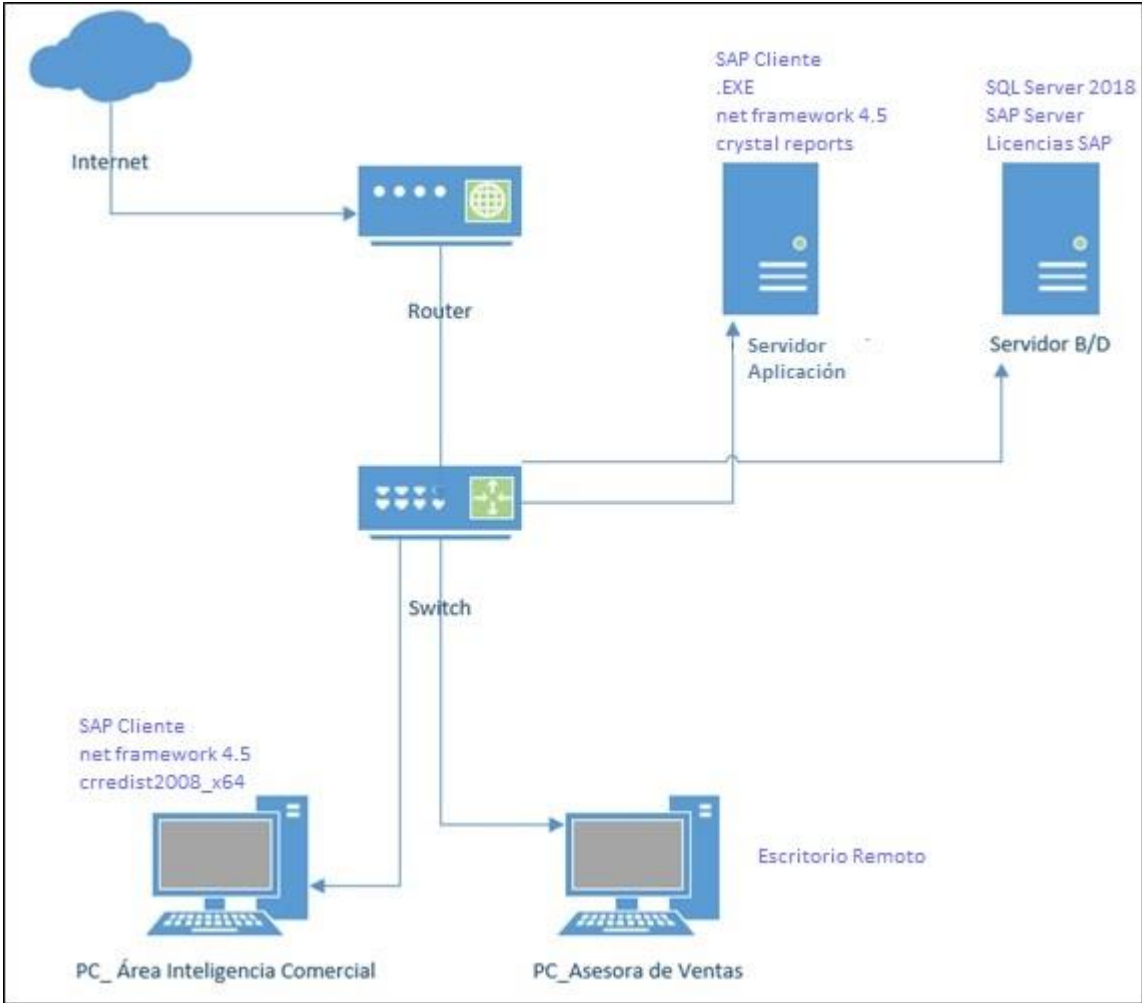 Internet
SAP Cliente
.EXE
net framework 4.5
crystal reports
SQL Server 2018
SAP Server
Licencias SAP
Router
Servidor
Aplicación
Servidor B/D
Switch
SAP Cliente
net framework 4.5
crredist2008_x64
Escritorio Remoto
PC_ Área Inteligencia Comercial
PC_Asesora de Ventas